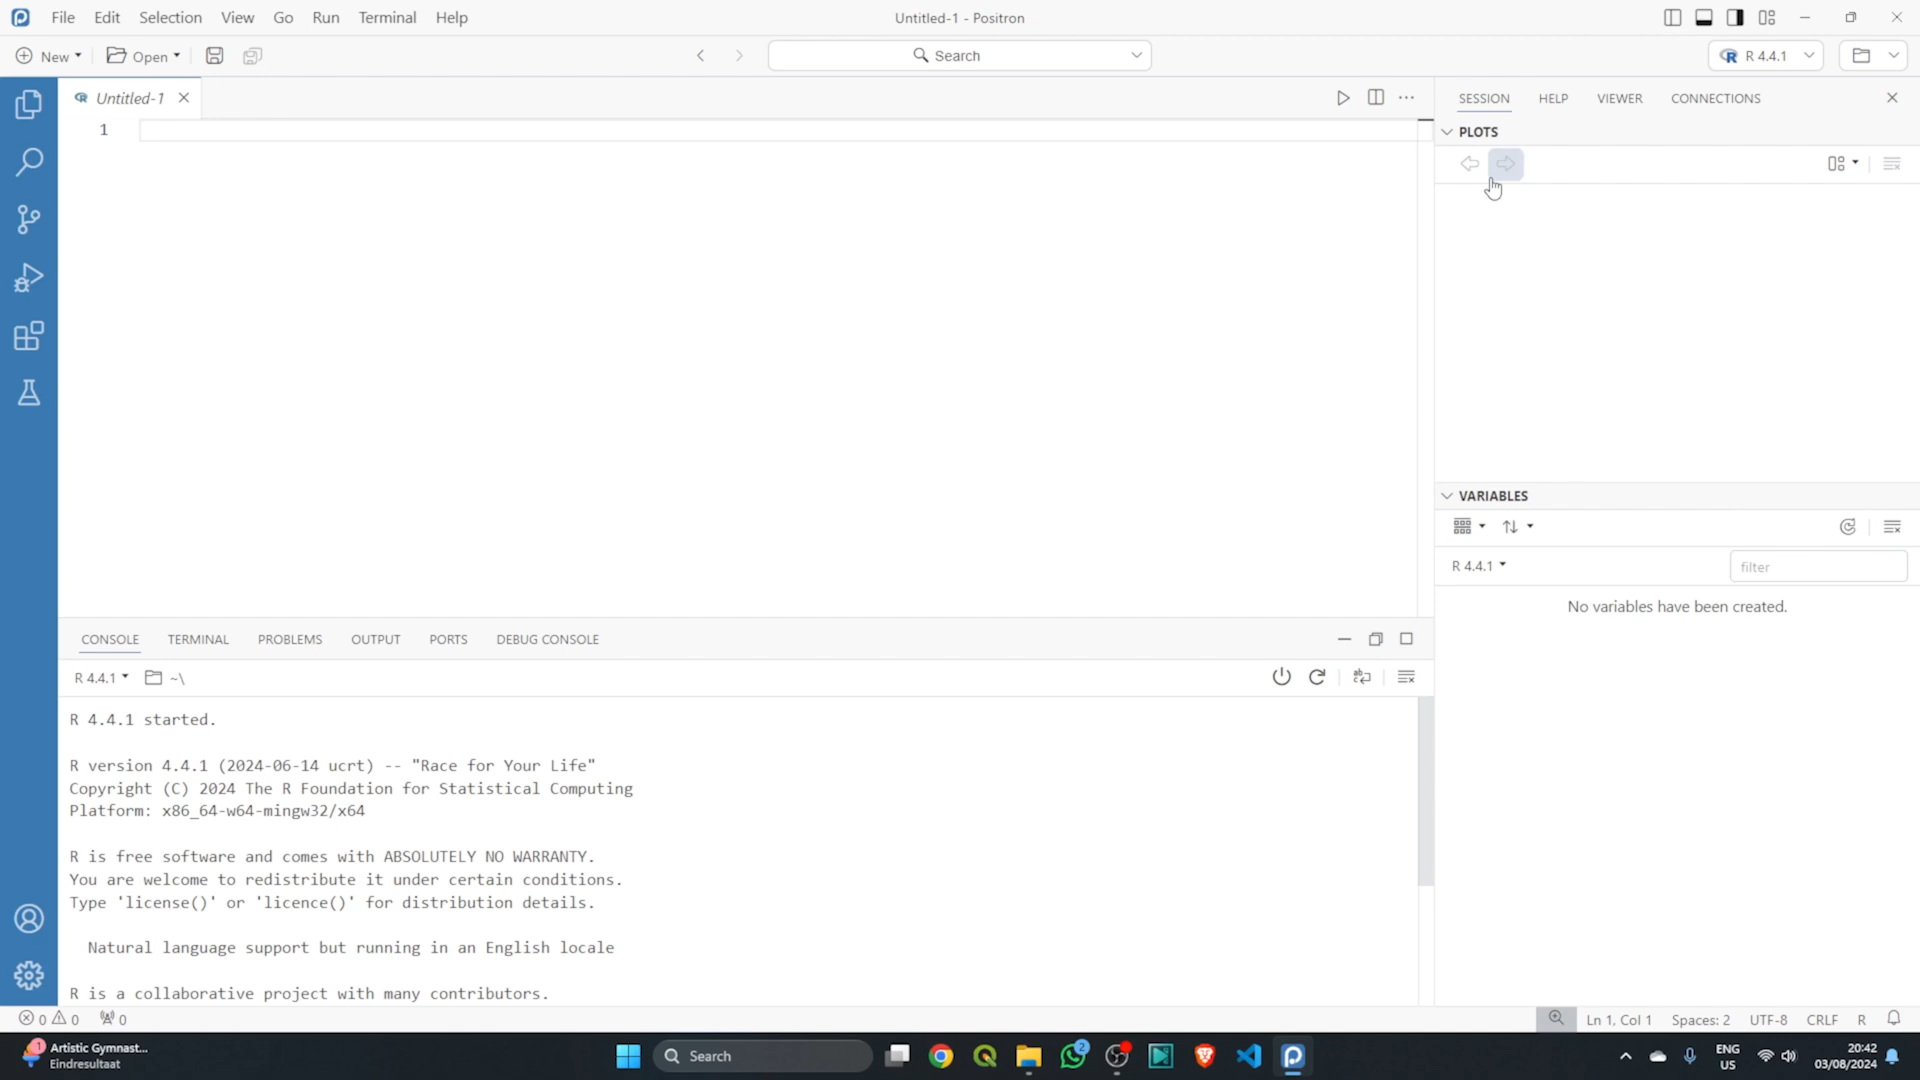 File Edit Selection View Go Run Terminal Help
Untitled-1 - Positron
New Open
Search
R 4.4.1
Untitled-1
1
SESSION HELP VIEWER CONNECTIONS
PLOTS
VARIABLES
R 4.4.1
filter
No variables have been created.
CONSOLE TERMINAL PROBLEMS OUTPUT PORTS DEBUG CONSOLE
R 4.4.1 ~\
R 4.4.1 started.
R version 4.4.1 (2024-06-14 ucrt) -- "Race for Your Life"
Copyright (C) 2024 The R Foundation for Statistical Computing
Platform: x86_64-w64-mingw32/x64
R is free software and comes with ABSOLUTELY NO WARRANTY.
You are welcome to redistribute it under certain conditions.
Type 'license()' or 'licence()' for distribution details.
Natural language support but running in an English locale
R is a collaborative project with many contributors.
0 0 0
Ln 1, Col 1 Spaces: 2 UTF-8 CRLF R
1
Artistic Gymnast...
Eindresultaat
Search
2
ENG
US
20:42
03/08/2024